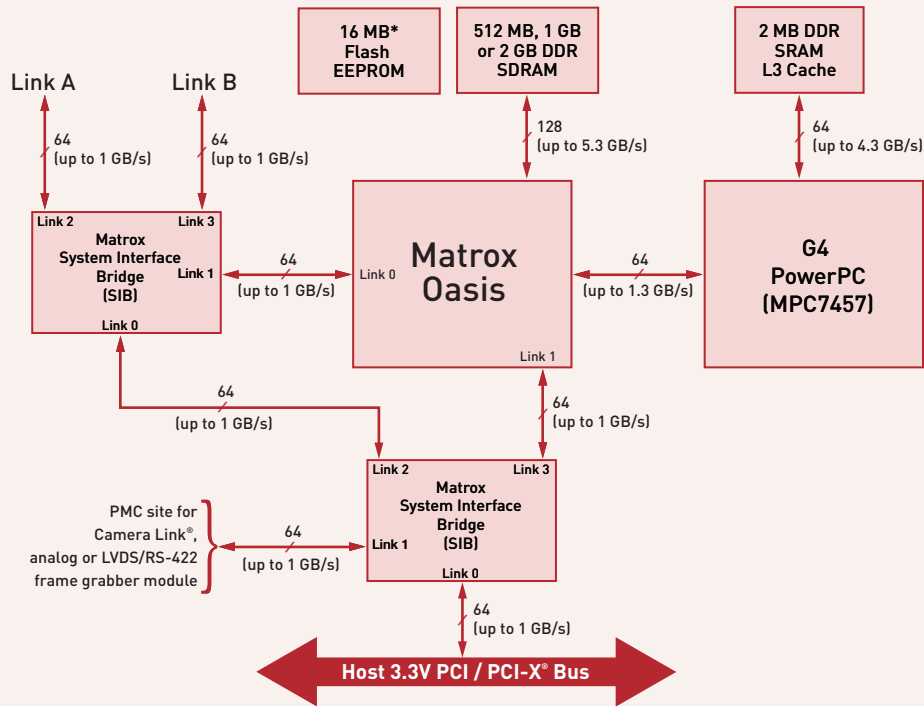 16 MB*
Flash
EEPROM
512 MB, 1 GB
or 2 GB DDR
SDRAM
2 MB DDR
SRAM
L3 Cache
Link A
Link B
64
(up to 1 GB/s)
64
(up to 1 GB/s)
128
(up to 5.3 GB/s)
64
(up to 4.3 GB/s)
Link 2
Link 3
Matrox
System Interface
Bridge
(SIB)
Link 1
Link 0
64
(up to 1 GB/s)
Link 0
Matrox
Oasis
Link 1
64
(up to 1.3 GB/s)
G4
PowerPC
(MPC7457)
64
(up to 1 GB/s)
64
(up to 1 GB/s)
Link 2
Link 3
Matrox
System Interface
Bridge
(SIB)
Link 1
Link 0
PMC site for
Camera Link®,
analog or LVDS/RS-422
frame grabber module
64
(up to 1 GB/s)
64
(up to 1 GB/s)
Host 3.3V PCI / PCI-X® Bus